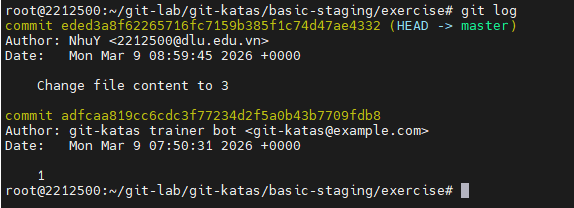 root@2212500:~/git-lab/git-katas/basic-staging/exercise# git log
commit eded3a8f62265716fc7159b385f1c74d47ae4332 (HEAD -> master)
Author: NhuY <2212500@dlu.edu.vn>
Date:   Mon Mar 9 08:59:45 2026 +0000
    Change file content to 3
commit adfcaa819cc6cdc3f77234d2f5a0b43b7709fdb8
Author: git-katas trainer bot <git-katas@example.com>
Date:   Mon Mar 9 07:50:31 2026 +0000
    1
root@2212500:~/git-lab/git-katas/basic-staging/exercise#